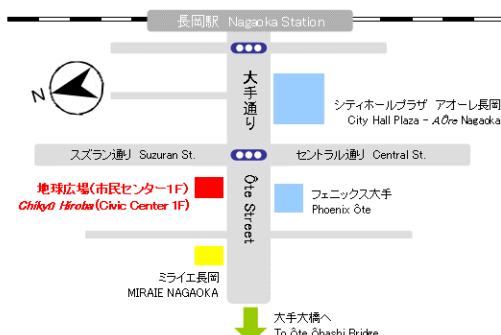 長岡駅 Nagaoka Station
N
大手通り
シティホールプラザ アオーレ長岡
City Hall Plaza - AÔre Nagaoka
スズラン通り Suzuran St.
セントラル通り Central St.
地球広場(市民センター1F)
Chikyû Hiroba (Civic Center 1F)
Ôte Street
フェニックス大手
Phoenix Ôte
ミライエ長岡
MIRAIE NAGAOKA
大手大橋へ
To Ôte Ôhashi Bridge